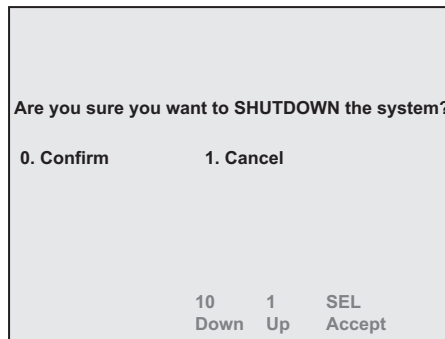 Are you sure you want to SHUTDOWN the system?
0. Confirm 1. Cancel
10 1 SEL
Down Up Accept